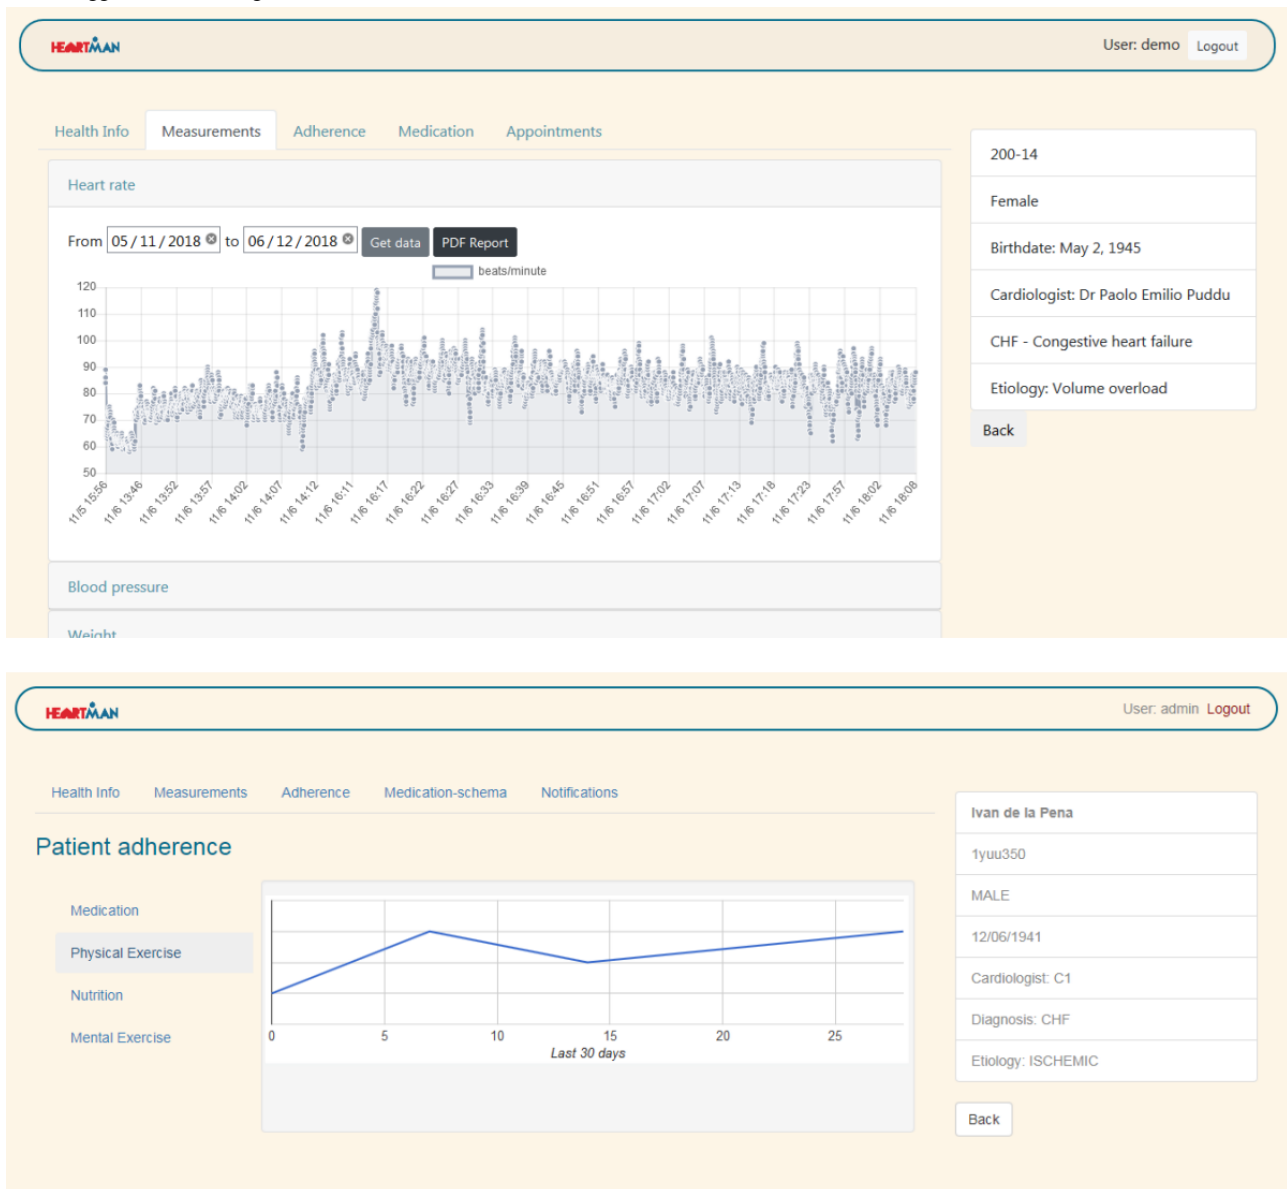 HEARTMAN
User: demo Logout
Health Info Measurements Adherence Medication Appointments
Heart rate
From 05 / 11 / 2018 to 06 / 12 / 2018 Get data PDF Report
beats/minute
120
110
100
90
80
70
60
50
11/5 15:56 11/6 13:46 11/6 13:52 11/6 13:57 11/6 14:02 11/6 14:07 11/6 14:12 11/6 16:11 11/6 16:17 11/6 16:22 11/6 16:27 11/6 16:33 11/6 16:39 11/6 16:45 11/6 16:51 11/6 16:57 11/6 17:02 11/6 17:07 11/6 17:13 11/6 17:18 11/6 17:23 11/6 17:57 11/6 18:02 11/6 18:08
Blood pressure
Weight
200-14
Female
Birthdate: May 2, 1945
Cardiologist: Dr Paolo Emilio Puddu
CHF - Congestive heart failure
Etiology: Volume overload
Back
HEARTMAN
User: admin Logout
Health Info Measurements Adherence Medication-schema Notifications
Patient adherence
Medication
Physical Exercise
Nutrition
Mental Exercise
0 5 10 15 20 25
Last 30 days
Ivan de la Pena
1yuu350
MALE
12/06/1941
Cardiologist: C1
Diagnosis: CHF
Etiology: ISCHEMIC
Back